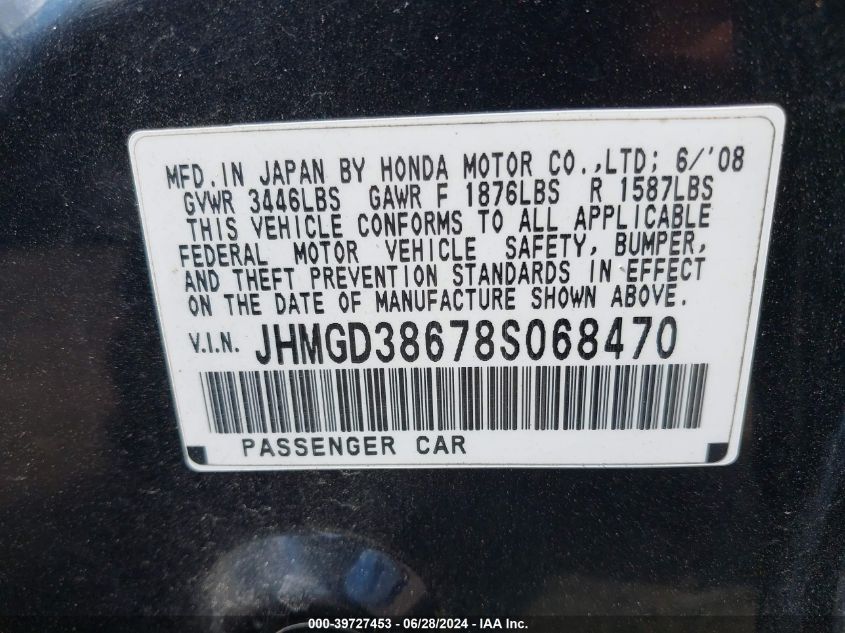 MFD. IN JAPAN BY HONDA MOTOR CO.,LTD; 6/'08
GVWR 3446LBS GAWR F 1876LBS R 1587LBS
THIS VEHICLE CONFORMS TO ALL APPLICABLE
FEDERAL MOTOR VEHICLE SAFETY, BUMPER,
AND THEFT PREVENTION STANDARDS IN EFFECT
ON THE DATE OF MANUFACTURE SHOWN ABOVE.
V.I.N. JHMGD38678S068470
PASSENGER CAR
000-39727453 - 06/28/2024 - IAA Inc.